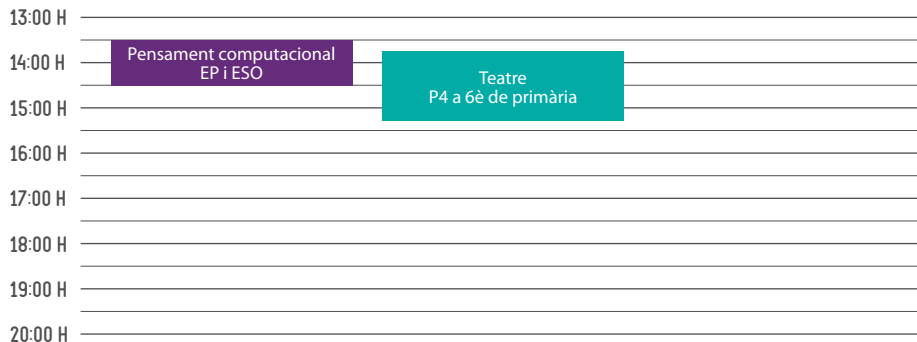 13:00 H
Pensament computacional
EP i ESO
14:00 H
Teatre
P4 a 6è de primària
15:00 H
16:00 H
17:00 H
18:00 H
19:00 H
20:00 H